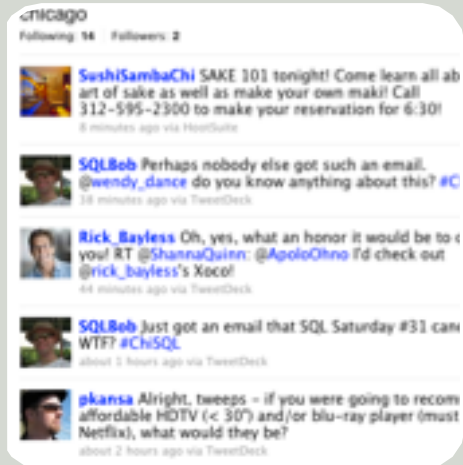 chicago
Following: 14 Followers: 2
SushiSambaChi SAKE 101 tonight! Come learn all ab
art of sake as well as make your own maki! Call
312-595-2300 to make your reservation for 6:30!
8 minutes ago via HootSuite
SQLBob Perhaps nobody else got such an email.
@wendy_dance do you know anything about this? #C
38 minutes ago via TweetDeck
Rick_Bayless Oh, yes, what an honor it would be to c
you! RT @ShannaQuinn: @ApoloOhno I'd check out
@rick_bayless's Xoco!
44 minutes ago via TweetDeck
SQLBob Just got an email that SQL Saturday #31 canc
WTF? #ChiSQL
about 1 hours ago via TweetDeck
pkansa Alright, tweeps - if you were going to recom
affordable HDTV (< 30") and/or blu-ray player (must
Netflix), what would they be?
about 2 hours ago via TweetDeck